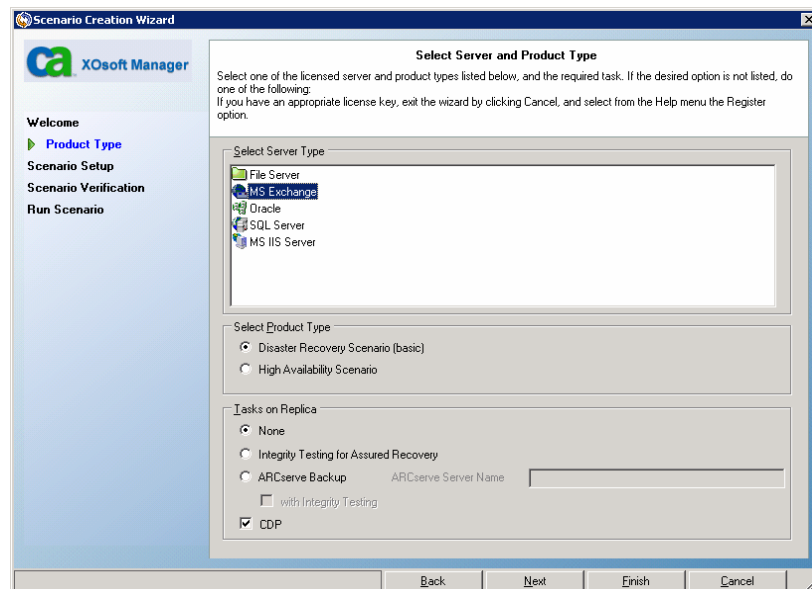 Scenario Creation Wizard
ca XOsoft Manager
Welcome
Product Type
Scenario Setup
Scenario Verification
Run Scenario
Select Server and Product Type
Select one of the licensed server and product types listed below, and the required task. If the desired option is not listed, do
one of the following:
If you have an appropriate license key, exit the wizard by clicking Cancel, and select from the Help menu the Register
option.
Select Server Type
File Server
MS Exchange
Oracle
SQL Server
MS IIS Server
Select Product Type
Disaster Recovery Scenario (basic)
High Availability Scenario
Tasks on Replica
None
Integrity Testing for Assured Recovery
ARCserve Backup ARCserve Server Name
with Integrity Testing
CDP
Back Next Finish Cancel